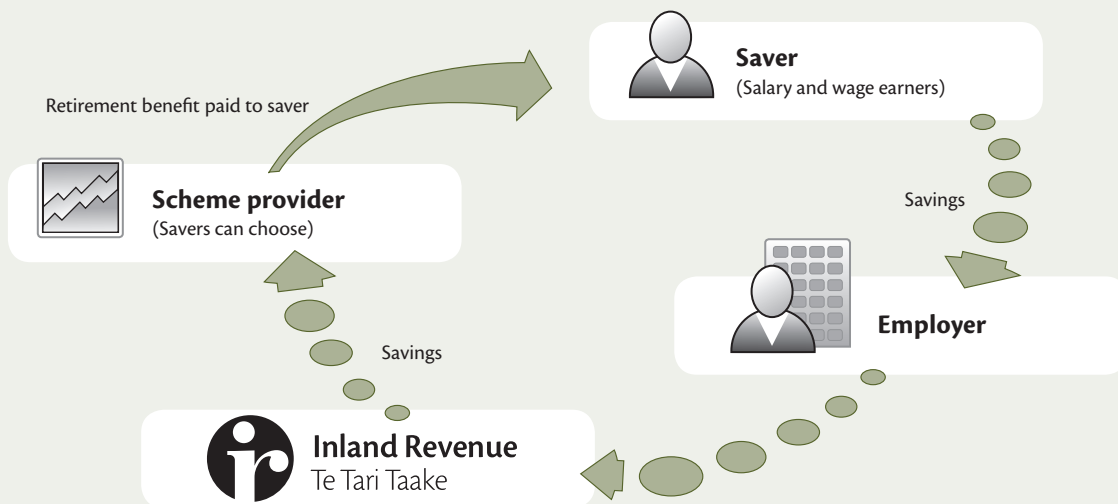 Saver
(Salary and wage earners)
Retirement benefit paid to saver
Scheme provider
(Savers can choose)
Savings
Employer
Savings
ir
Inland Revenue
Te Tari Taake